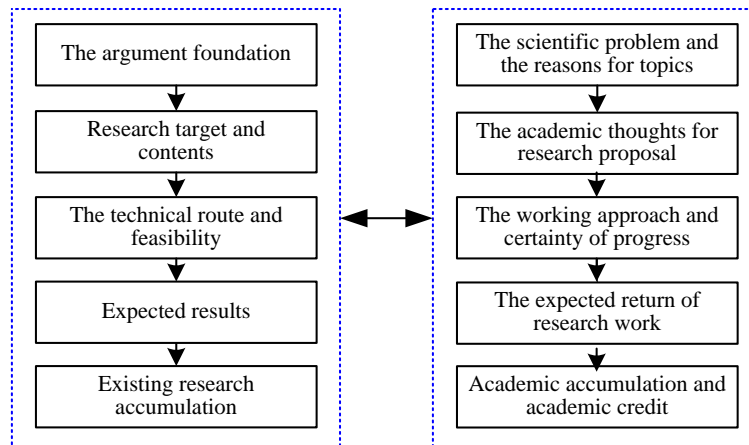 The argument foundation
Research target and
contents
The technical route and
feasibility
Expected results
Existing research
accumulation
The scientific problem and
the reasons for topics
The academic thoughts for
research proposal
The working approach and
certainty of progress
The expected return of
research work
Academic accumulation and
academic credit